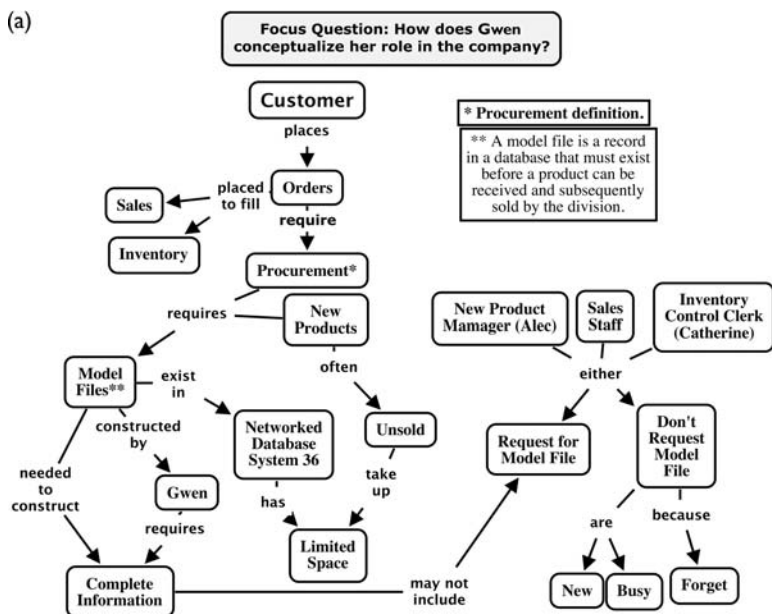 (a)
Focus Question: How does Gwen
conceptualize her role in the company?
Customer
places
Orders
placed
to fill
Sales
Inventory
require
Procurement*
* Procurement definition.
** A model file is a record
in a database that must exist
before a product can be
received and subsequently
sold by the division.
requires
New
Products
New Product
Manager (Alec)
Sales
Staff
Inventory
Control Clerk
(Catherine)
Model
Files**
exist
in
often
either
constructed
by
Networked
Database
System 36
Unsold
Request for
Model File
Don't
Request
Model
File
needed
to
construct
Gwen
has
take
up
requires
Limited
Space
are
because
Complete
Information
may not
include
New
Busy
Forget